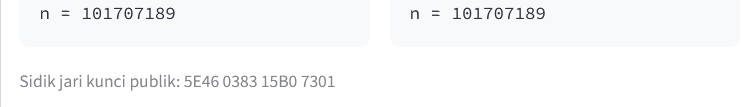 n = 101707189
n = 101707189
Sidik jari kunci publik: 5E46 0383 15B0 7301